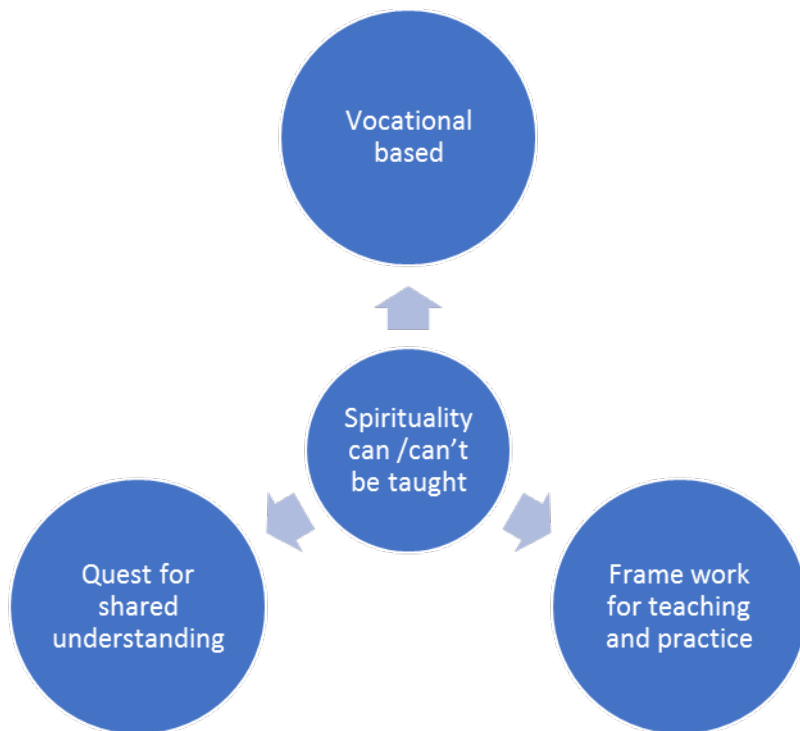 Vocational
based
Spirituality
can /can’t
be taught
Quest for
shared
understanding
Frame work
for teaching
and practice